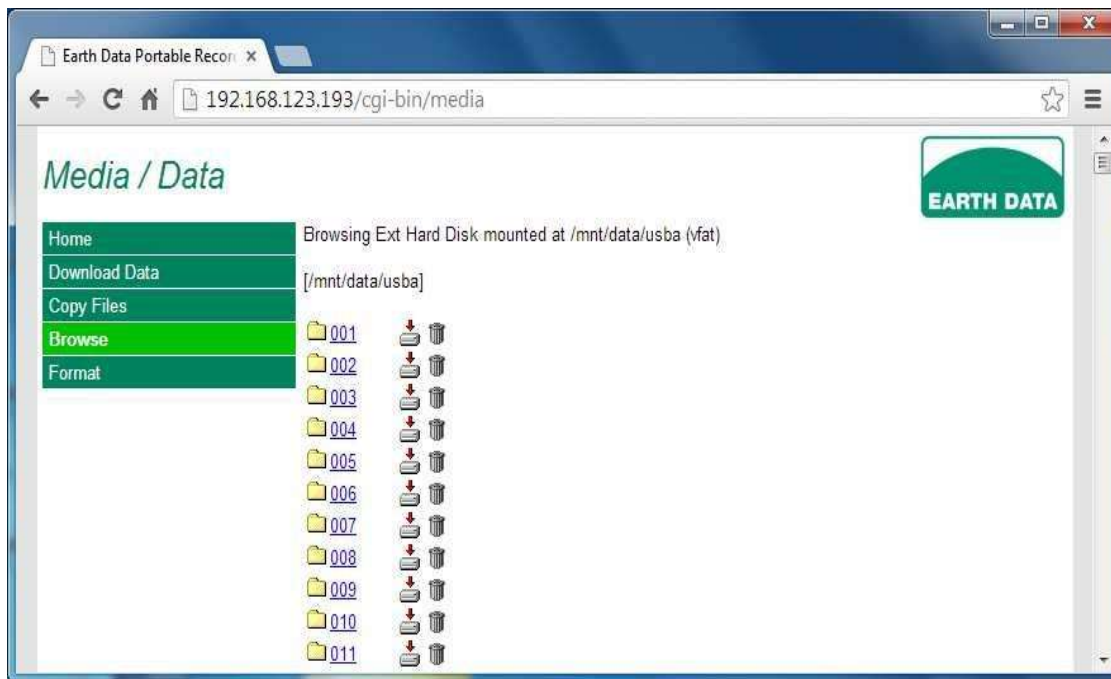 Earth Data Portable Recor
192.168.123.193/cgi-bin/media
Media / Data
EARTH DATA
Home
Download Data
Copy Files
Browse
Format
Browsing Ext Hard Disk mounted at /mnt/data/usba (vfat)
[/mnt/data/usba]
001
002
003
004
005
006
007
008
009
010
011